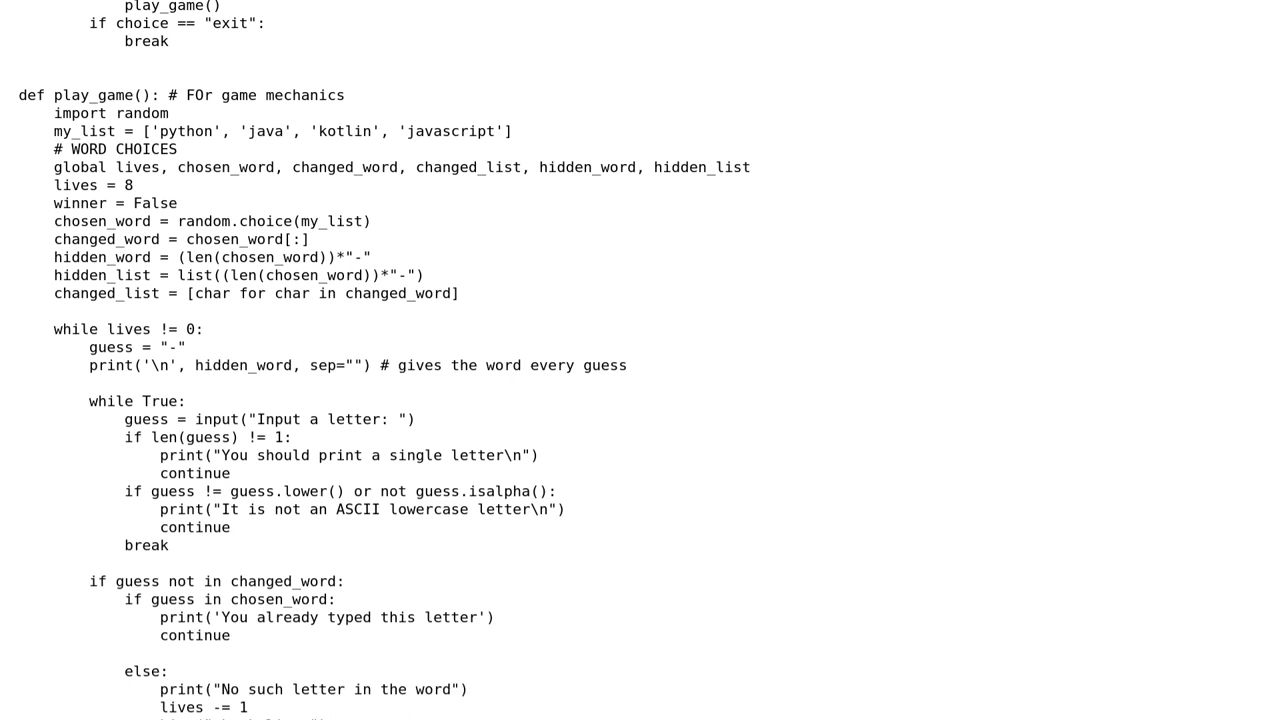 play_game()
if choice == "exit":
break
def play_game(): # FOr game mechanics
import random
my_list = ['python', 'java', 'kotlin', 'javascript']
# WORD CHOICES
global lives, chosen_word, changed_word, changed_list, hidden_word, hidden_list
lives = 8
winner = False
chosen_word = random.choice(my_list)
changed_word = chosen_word[:]
hidden_word = (len(chosen_word))*"-"
hidden_list = list((len(chosen_word))*"-")
changed_list = [char for char in changed_word]
while lives != 0:
guess = "-"
print('\n', hidden_word, sep="") # gives the word every guess
while True:
guess = input("Input a letter: ")
if len(guess) != 1:
print("You should print a single letter\n")
continue
if guess != guess.lower() or not guess.isalpha():
print("It is not an ASCII lowercase letter\n")
continue
break
if guess not in changed_word:
if guess in chosen_word:
print('You already typed this letter')
continue
else:
print("No such letter in the word")
lives -= 1